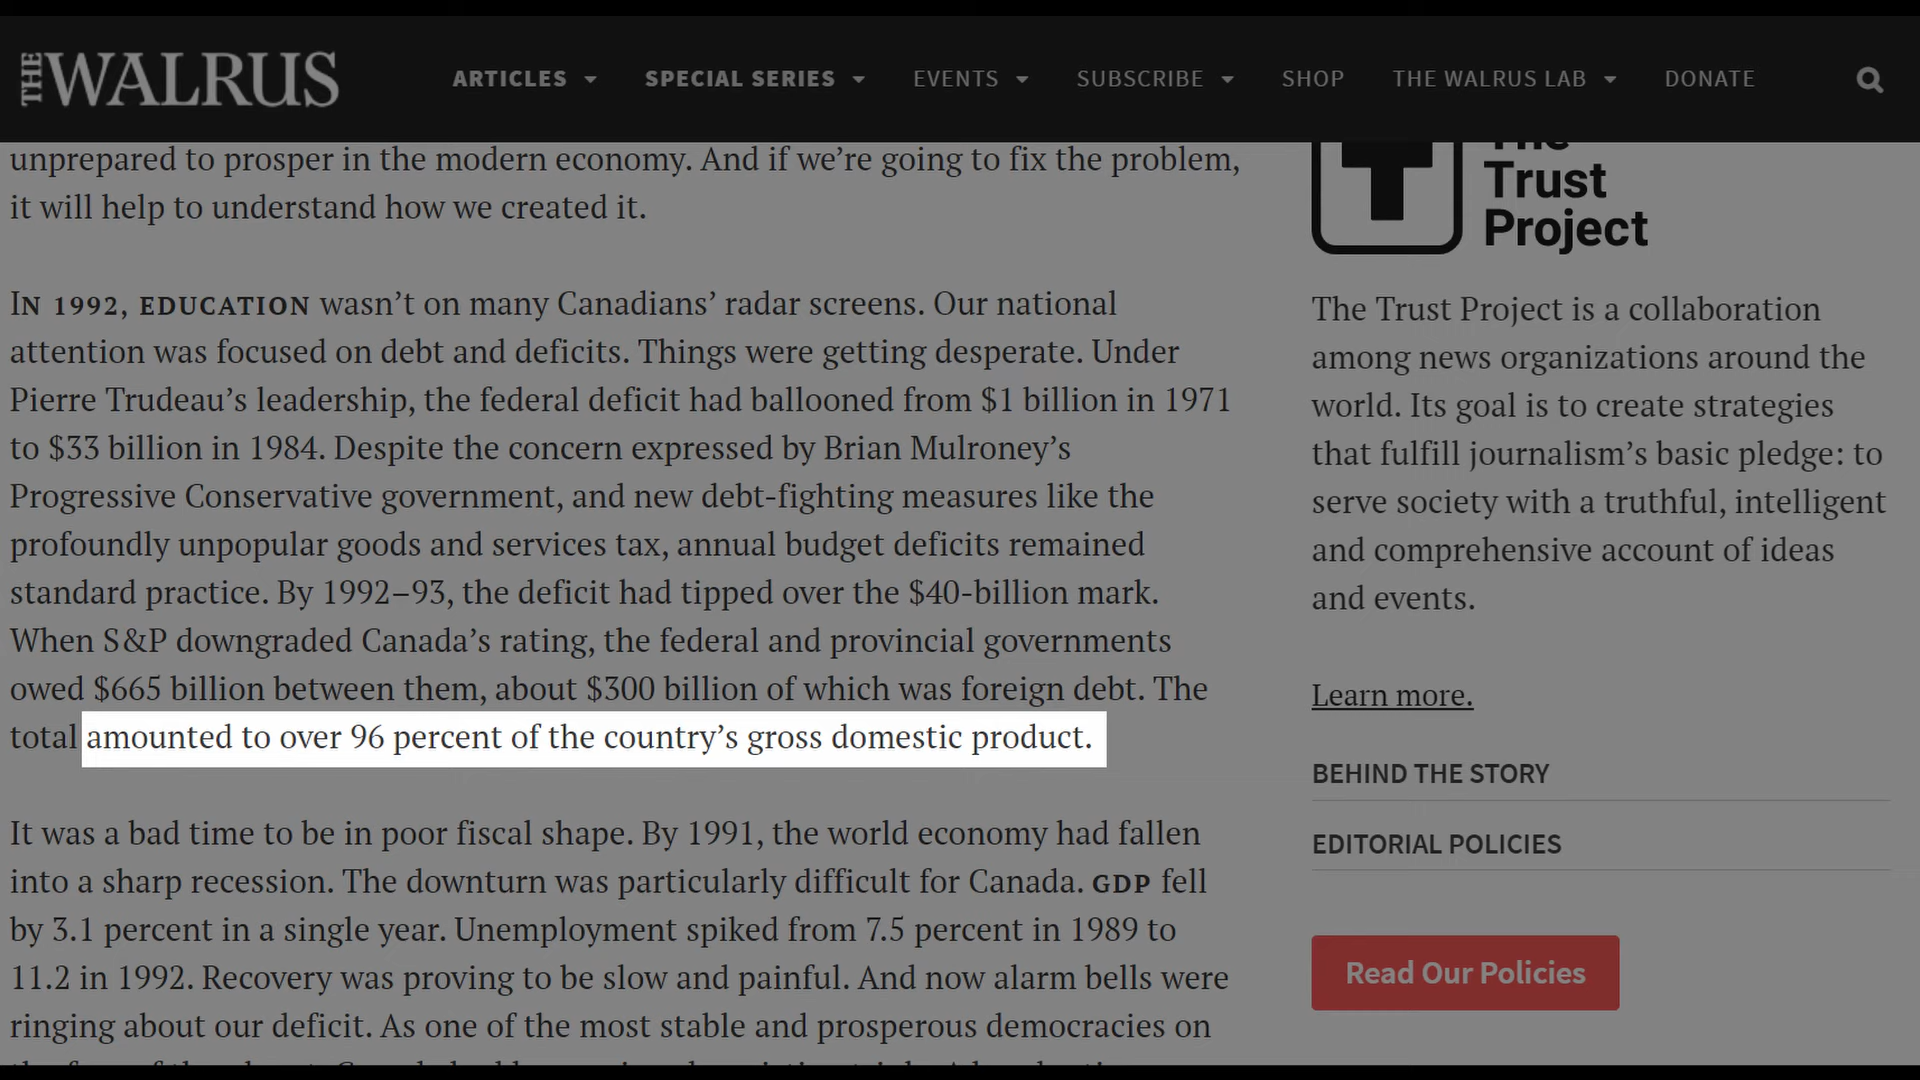 THE WALRUS
ARTICLES
SPECIAL SERIES
EVENTS
SUBSCRIBE
SHOP
THE WALRUS LAB
DONATE
unprepared to prosper in the modern economy. And if we’re going to fix the problem,
it will help to understand how we created it.
IN 1992, EDUCATION wasn’t on many Canadians’ radar screens. Our national
attention was focused on debt and deficits. Things were getting desperate. Under
Pierre Trudeau’s leadership, the federal deficit had ballooned from $1 billion in 1971
to $33 billion in 1984. Despite the concern expressed by Brian Mulroney’s
Progressive Conservative government, and new debt-fighting measures like the
profoundly unpopular goods and services tax, annual budget deficits remained
standard practice. By 1992–93, the deficit had tipped over the $40-billion mark.
When S&P downgraded Canada’s rating, the federal and provincial governments
owed $665 billion between them, about $300 billion of which was foreign debt. The
total amounted to over 96 percent of the country’s gross domestic product.
It was a bad time to be in poor fiscal shape. By 1991, the world economy had fallen
into a sharp recession. The downturn was particularly difficult for Canada. GDP fell
by 3.1 percent in a single year. Unemployment spiked from 7.5 percent in 1989 to
11.2 in 1992. Recovery was proving to be slow and painful. And now alarm bells were
ringing about our deficit. As one of the most stable and prosperous democracies on
The
Trust
Project
The Trust Project is a collaboration
among news organizations around the
world. Its goal is to create strategies
that fulfill journalism’s basic pledge: to
serve society with a truthful, intelligent
and comprehensive account of ideas
and events.
Learn more.
BEHIND THE STORY
EDITORIAL POLICIES
Read Our Policies